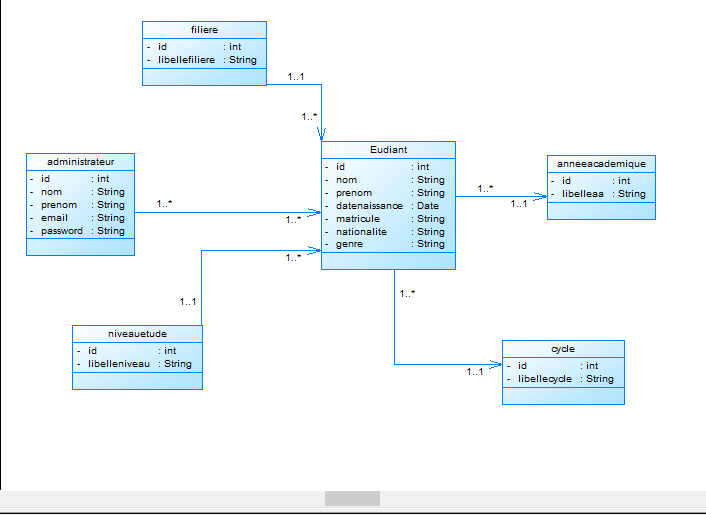 filiere
- id : int
- libellefiliere : String
1..1
1..*
Eudiant
- id : int
- nom : String
- prenom : String
- datenaissance : Date
- matricule : String
- nationalite : String
- genre : String
administrateur
- id : int
- nom : String
- prenom : String
- email : String
- password : String
1..*
1..*
anneeacademique
- id : int
- libelleaa : String
1..*
1..1
1..*
1..1
niveauetude
- id : int
- libelleniveau : String
1..*
1..1
cycle
- id : int
- libellecycle : String